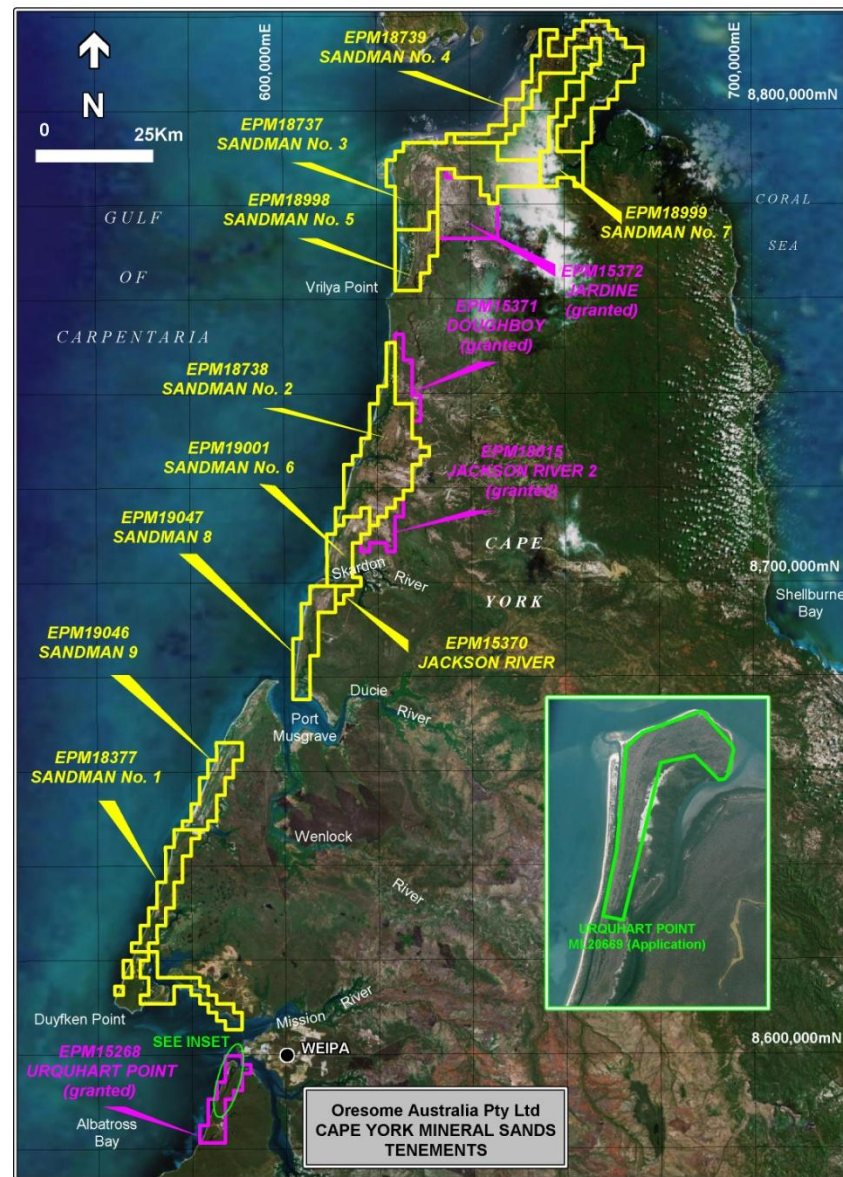 EPM18739
SANDMAN No. 4
600,000mE
700,000mE
N
8,800,000mN
0 25Km
EPM18737
SANDMAN No. 3
EPM18998
SANDMAN No. 5
GULF
OF
CARPENTARIA
CORAL
SEA
EPM18999
SANDMAN No. 7
EPM15372
JARDINE
(granted)
Vrilya Point
EPM15371
DOUGHBOY
(granted)
EPM18738
SANDMAN No. 2
EPM19001
SANDMAN No. 6
EPM18015
JACKSON RIVER 2
(granted)
EPM19047
SANDMAN 8
CAPE
YORK
Skardon
River
8,700,000mN
Shellburne
Bay
EPM19046
SANDMAN 9
EPM15370
JACKSON RIVER
Ducie
River
Port
Musgrave
EPM18377
SANDMAN No. 1
Wenlock
River
URQUHART POINT
ML20669 (Application)
Duyfken Point
Mission
River
SEE INSET
WEIPA
8,600,000mN
EPM15268
URQUHART POINT
(granted)
Albatross
Bay
Oresome Australia Pty Ltd
CAPE YORK MINERAL SANDS
TENEMENTS